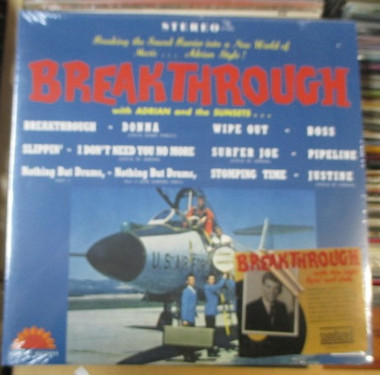 STEREO
Breaking the Sound Barrier into a New World of
Music . . . Adrian Style!
BREAKTHROUGH
with ADRIAN and the SUNSETS . . .
BREAKTHROUGH - DONNA
WIPE OUT - BOSS
SLIPPIN' - I DON'T NEED YOU NO MORE
SURFER JOE - PIPELINE
Nothing But Drums, - Nothing But Drums,
STOMPING TIME - JUSTINE
U.S. AIR FORCE
BREAKTHROUGH